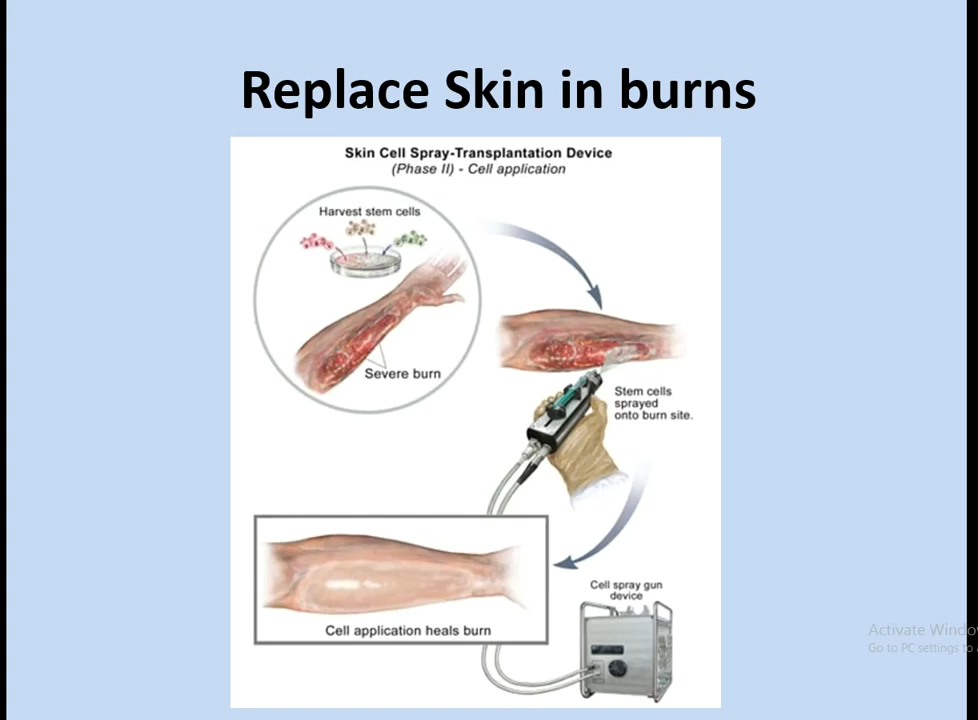 Replace Skin in burns
Skin Cell Spray-Transplantation Device
(Phase II) - Cell application
Harvest stem cells
Severe burn
Stem cells
sprayed
onto burn site.
Cell application heals burn
Cell spray gun
device
Activate Windo
Go to PC settings to